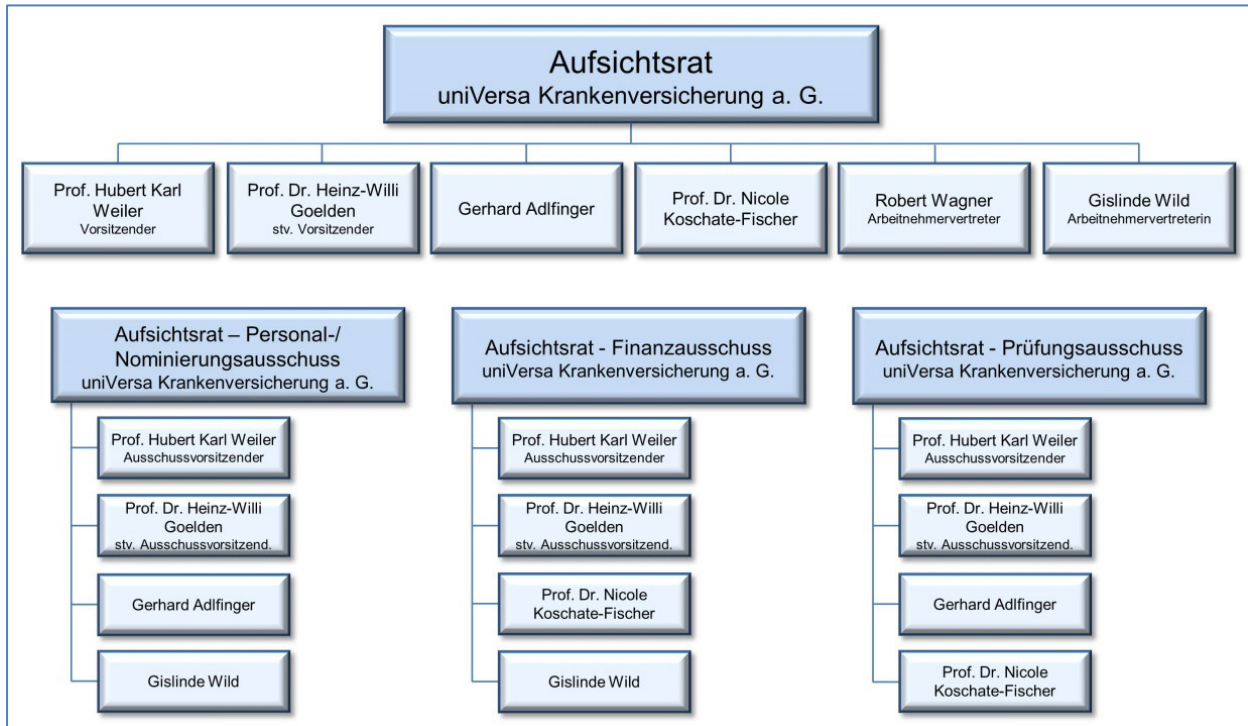 Aufsichtsrat
uniVersa Krankenversicherung a. G.
Prof. Hubert Karl
Weiler
Vorsitzender
Prof. Dr. Heinz-Willi
Goelden
stv. Vorsitzender
Gerhard Adlfinger
Prof. Dr. Nicole
Koschate-Fischer
Robert Wagner
Arbeitnehmervertreter
Gislinde Wild
Arbeitnehmervertreterin
Aufsichtsrat – Personal-/
Nominierungsausschuss
uniVersa Krankenversicherung a. G.
Prof. Hubert Karl Weiler
Ausschussvorsitzender
Prof. Dr. Heinz-Willi
Goelden
stv. Ausschussvorsitzend.
Gerhard Adlfinger
Gislinde Wild
Aufsichtsrat - Finanzausschuss
uniVersa Krankenversicherung a. G.
Prof. Hubert Karl Weiler
Ausschussvorsitzender
Prof. Dr. Heinz-Willi
Goelden
stv. Ausschussvorsitzend.
Prof. Dr. Nicole
Koschate-Fischer
Gislinde Wild
Aufsichtsrat - Prüfungsausschuss
uniVersa Krankenversicherung a. G.
Prof. Hubert Karl Weiler
Ausschussvorsitzender
Prof. Dr. Heinz-Willi
Goelden
stv. Ausschussvorsitzend.
Gerhard Adlfinger
Prof. Dr. Nicole
Koschate-Fischer